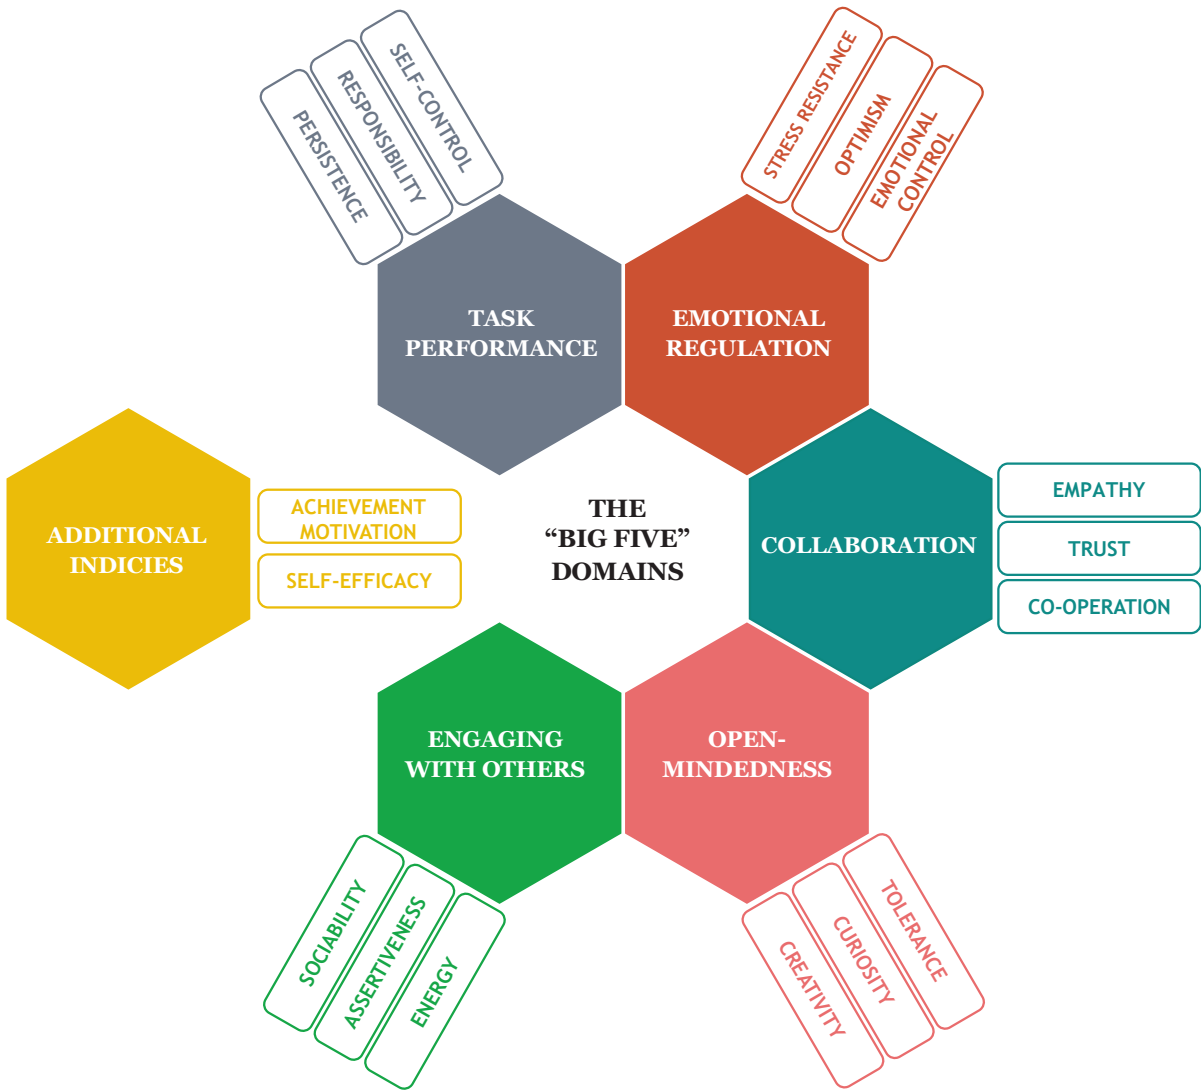 SELF-CONTROL
RESPONSIBILITY
PERSISTENCE
STRESS RESISTANCE
OPTIMISM
EMOTIONAL
CONTROL
TASK
PERFORMANCE
EMOTIONAL
REGULATION
ADDITIONAL
INDICIES
ACHIEVEMENT
MOTIVATION
SELF-EFFICACY
THE
“BIG FIVE”
DOMAINS
COLLABORATION
EMPATHY
TRUST
CO-OPERATION
ENGAGING
WITH OTHERS
OPEN-
MINDEDNESS
SOCIABILITY
ASSERTIVENESS
ENERGY
CREATIVITY
CURIOSITY
TOLERANCE